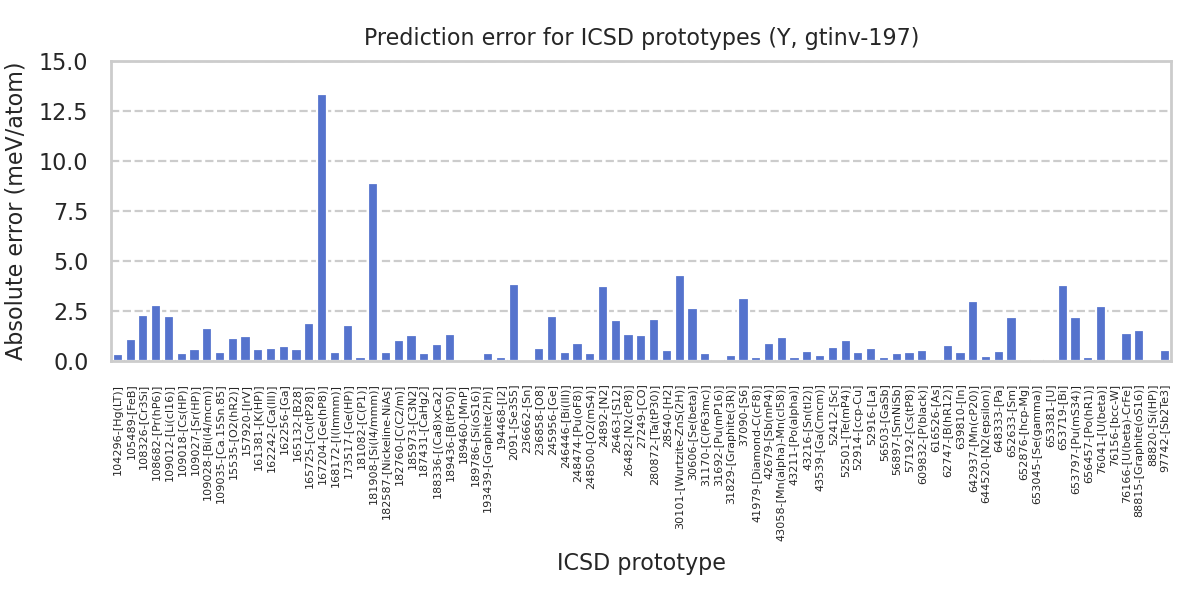 Prediction error for ICSD prototypes (Y, gtinv-197)
Absolute error (meV/atom)
15.0
12.5
10.0
7.5
5.0
2.5
0.0
104296-[Hg(LT)]
105489-[FeB]
108326-[Cr3Si]
108682-[Pr(hP6)]
109012-[Li(cI16)]
109018-[Cs(HP)]
109027-[Sr(HP)]
109028-[Bi(I4/mcm)]
109035-[Ca.15Sn.85]
15535-[O2(hR2)]
157920-[IrV]
161381-[K(HP)]
162242-[Ca(III)]
162256-[Ga]
165132-[B28]
165725-[Co(tP28)]
167204-[Ge(hP8)]
168172-[I(Immm)]
173517-[Ge(HP)]
181082-[C(P1)]
181908-[Si(I4/mmm)]
182587-[Nickeline-NiAs]
182760-[C(C2/m)]
185973-[C3N2]
187431-[CaHg2]
188336-[(Ca8)xCa2]
189436-[B(tP50)]
189460-[MnP]
189786-[Si(oS16)]
193439-[Graphite(2H)]
194468-[I2]
2091-[Se3S5]
236662-[Sn]
236858-[O8]
245956-[Ge]
246446-[Bi(III)]
248474-[Pu(oF8)]
248500-[O2(mS4)]
24892-[N2]
26463-[S12]
26482-[N2(cP8)]
27249-[CO]
280872-[Ta(tP30)]
28540-[H2]
30101-[Wurtzite-ZnS(2H)]
30606-[Se(beta)]
31170-[C(P63mc)]
31692-[Pu(mP16)]
31829-[Graphite(3R)]
37090-[S6]
41979-[Diamond-C(cF8)]
42679-[Sb(mP4)]
43058-[Mn(alpha)-Mn(cI58)]
43211-[Po(alpha)]
43216-[Sn(tI2)]
43539-[Ga(Cmcm)]
52412-[Sc]
52501-[Te(mP4)]
52914-[ccp-Cu]
52916-[La]
56503-[GaSb]
56897-[SmNiSb]
57192-[Cs(tP8)]
609832-[P(black)]
616526-[As]
62747-[B(hR12)]
639810-[In]
642937-[Mn(cP20)]
644520-[N2(epsilon)]
648333-[Pa]
652633-[Sm]
652876-[hcp-Mg]
653045-[Se(gamma)]
653381-[U]
653719-[Bi]
653797-[Pu(mS34)]
656457-[Po(hR1)]
76041-[U(beta)]
76156-[bcc-W]
76166-[U(beta)-CrFe]
88815-[Graphite(oS16)]
88820-[Si(HP)]
97742-[Sb2Te3]
ICSD prototype